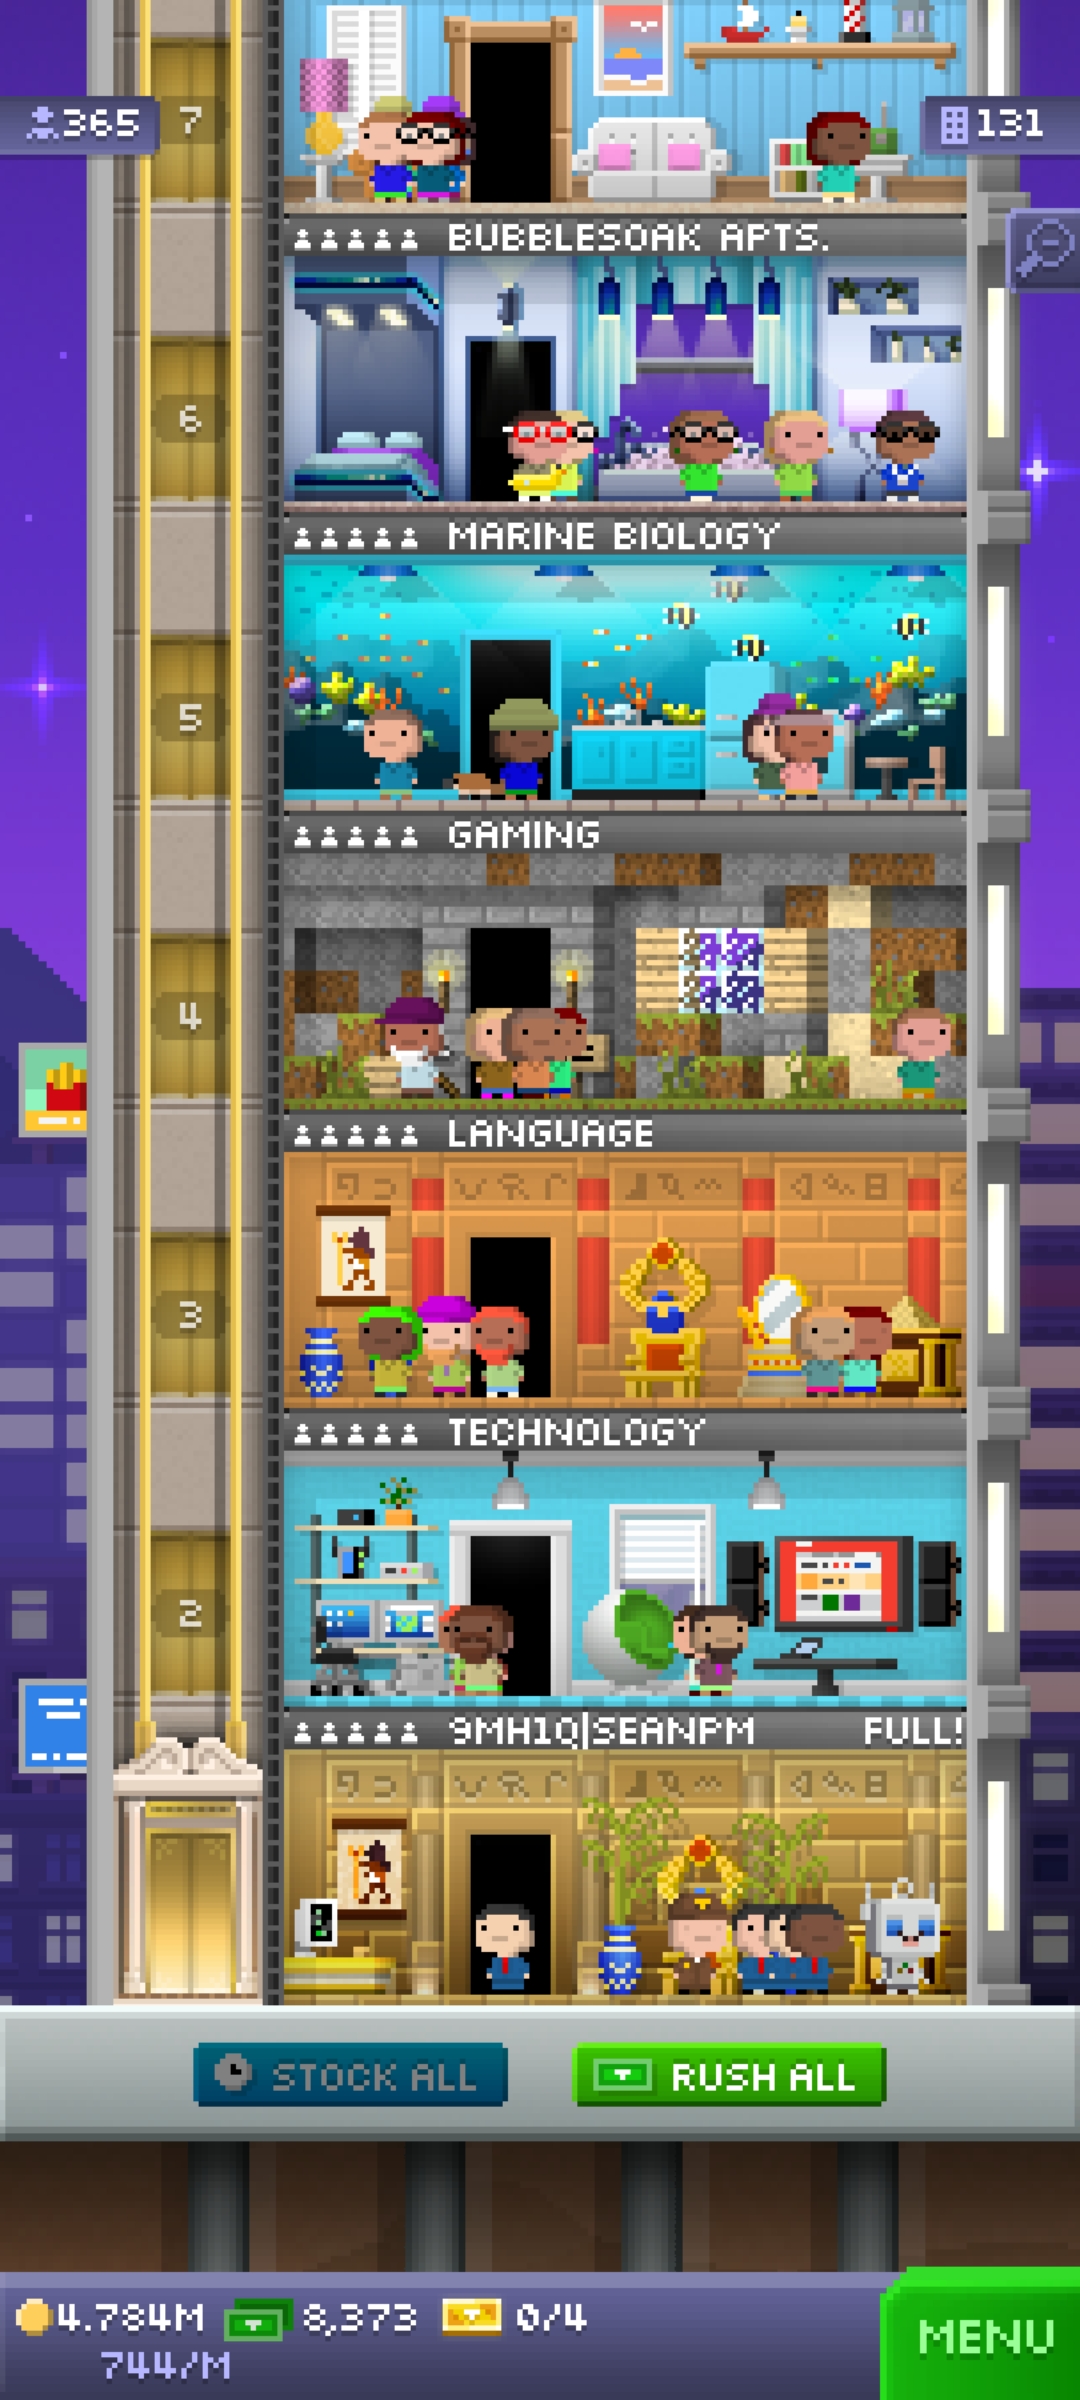 365
7
131
BUBBLESOAK APTS.
6
MARINE BIOLOGY
5
GAMING
4
LANGUAGE
3
TECHNOLOGY
2
9MH1Q|SEANPM FULL!
STOCK ALL
RUSH ALL
4.784M 8,373 0/4
744/M
MENU